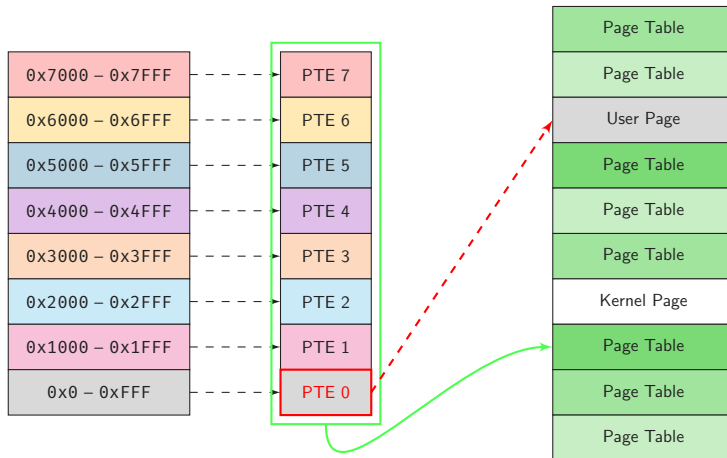 0x7000 – 0x7FFF
0x6000 – 0x6FFF
0x5000 – 0x5FFF
0x4000 – 0x4FFF
0x3000 – 0x3FFF
0x2000 – 0x2FFF
0x1000 – 0x1FFF
0x0 – 0xFFF
PTE 7
PTE 6
PTE 5
PTE 4
PTE 3
PTE 2
PTE 1
PTE 0
Page Table
Page Table
User Page
Page Table
Page Table
Page Table
Kernel Page
Page Table
Page Table
Page Table